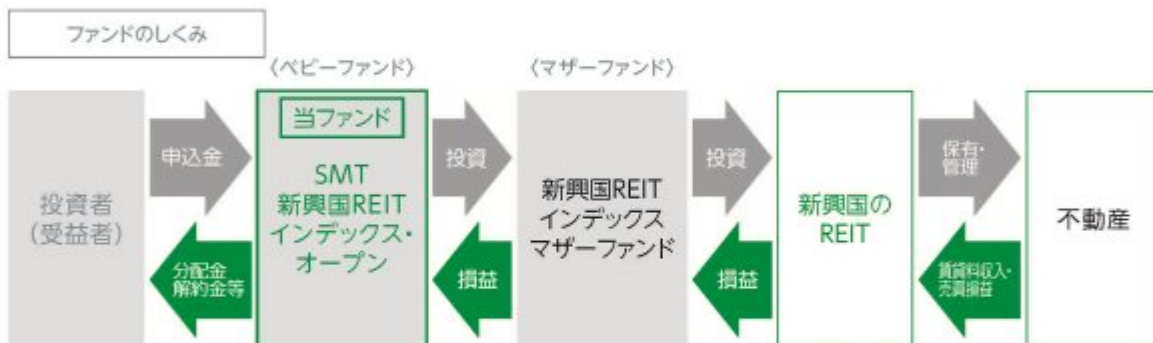 ファンドのしくみ
〈ベビーファンド〉
〈マザーファンド〉
投資者
(受益者)
申込金
分配金
解約金等
当ファンド
SMT
新興国REIT
インデックス・
オープン
投資
損益
新興国REIT
インデックス
マザーファンド
投資
損益
新興国の
REIT
保有・
管理
賃貸料収入・
売買損益
不動産